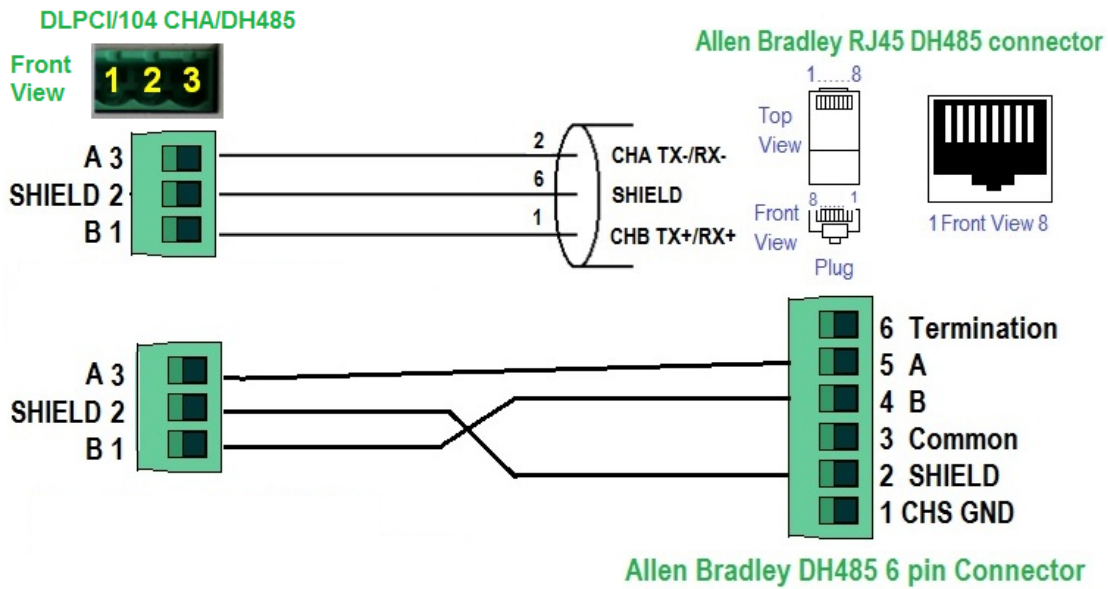 DLPCI/104 CHA/DH485
Front
View
1 2 3
A 3
SHIELD 2
B 1
2
6
1
CHA TX-/RX-
SHIELD
CHB TX+/RX+
Allen Bradley RJ45 DH485 connector
1......8
Top
View
Front
View
8.....1
Plug
1 Front View 8
A 3
SHIELD 2
B 1
6 Termination
5 A
4 B
3 Common
2 SHIELD
1 CHS GND
Allen Bradley DH485 6 pin Connector